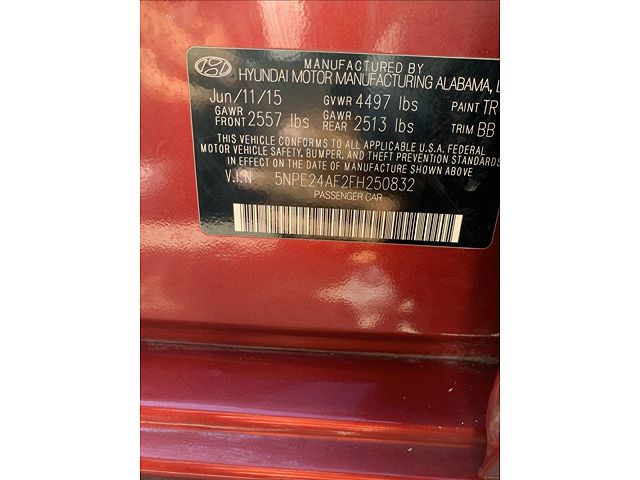 MANUFACTURED BY
HYUNDAI MOTOR MANUFACTURING ALABAMA,
Jun/11/15 GVWR 4497 lbs PAINT TR
GAWR FRONT 2557 lbs GAWR REAR 2513 lbs TRIM BB
THIS VEHICLE CONFORMS TO ALL APPLICABLE U.S.A. FEDERAL
MOTOR VEHICLE SAFETY, BUMPER, AND THEFT PREVENTION STANDARDS
IN EFFECT ON THE DATE OF MANUFACTURE SHOWN ABOVE
V.I.N 5NPE24AF2FH250832
PASSENGER CAR